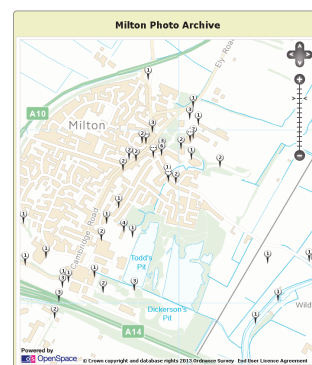 Milton Photo Archive
Ely Road
A10
Milton
Cambridge Road
Todd's
Pit
Dickerson's
Pit
Wild
A14
Powered by
OS OpenSpace
© Crown copyright and database rights 2013 Ordnance Survey End User License Agreement